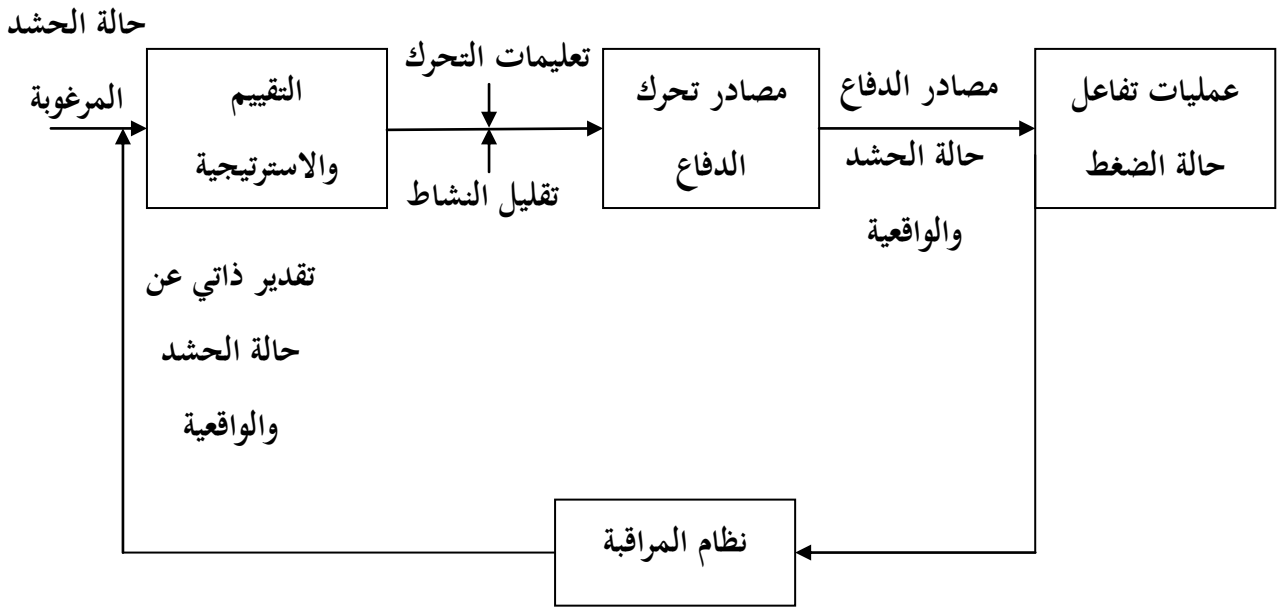 حالة الحشد
المرغوبة
التقييم
والاسترتيجية
تعليمات التحرك
تقليل النشاط
مصادر تحرك
الدفاع
مصادر الدفاع
حالة الحشد
والواقعية
عمليات تفاعل
حالة الضغط
تقدير ذاتي عن
حالة الحشد
والواقعية
نظام المراقبة